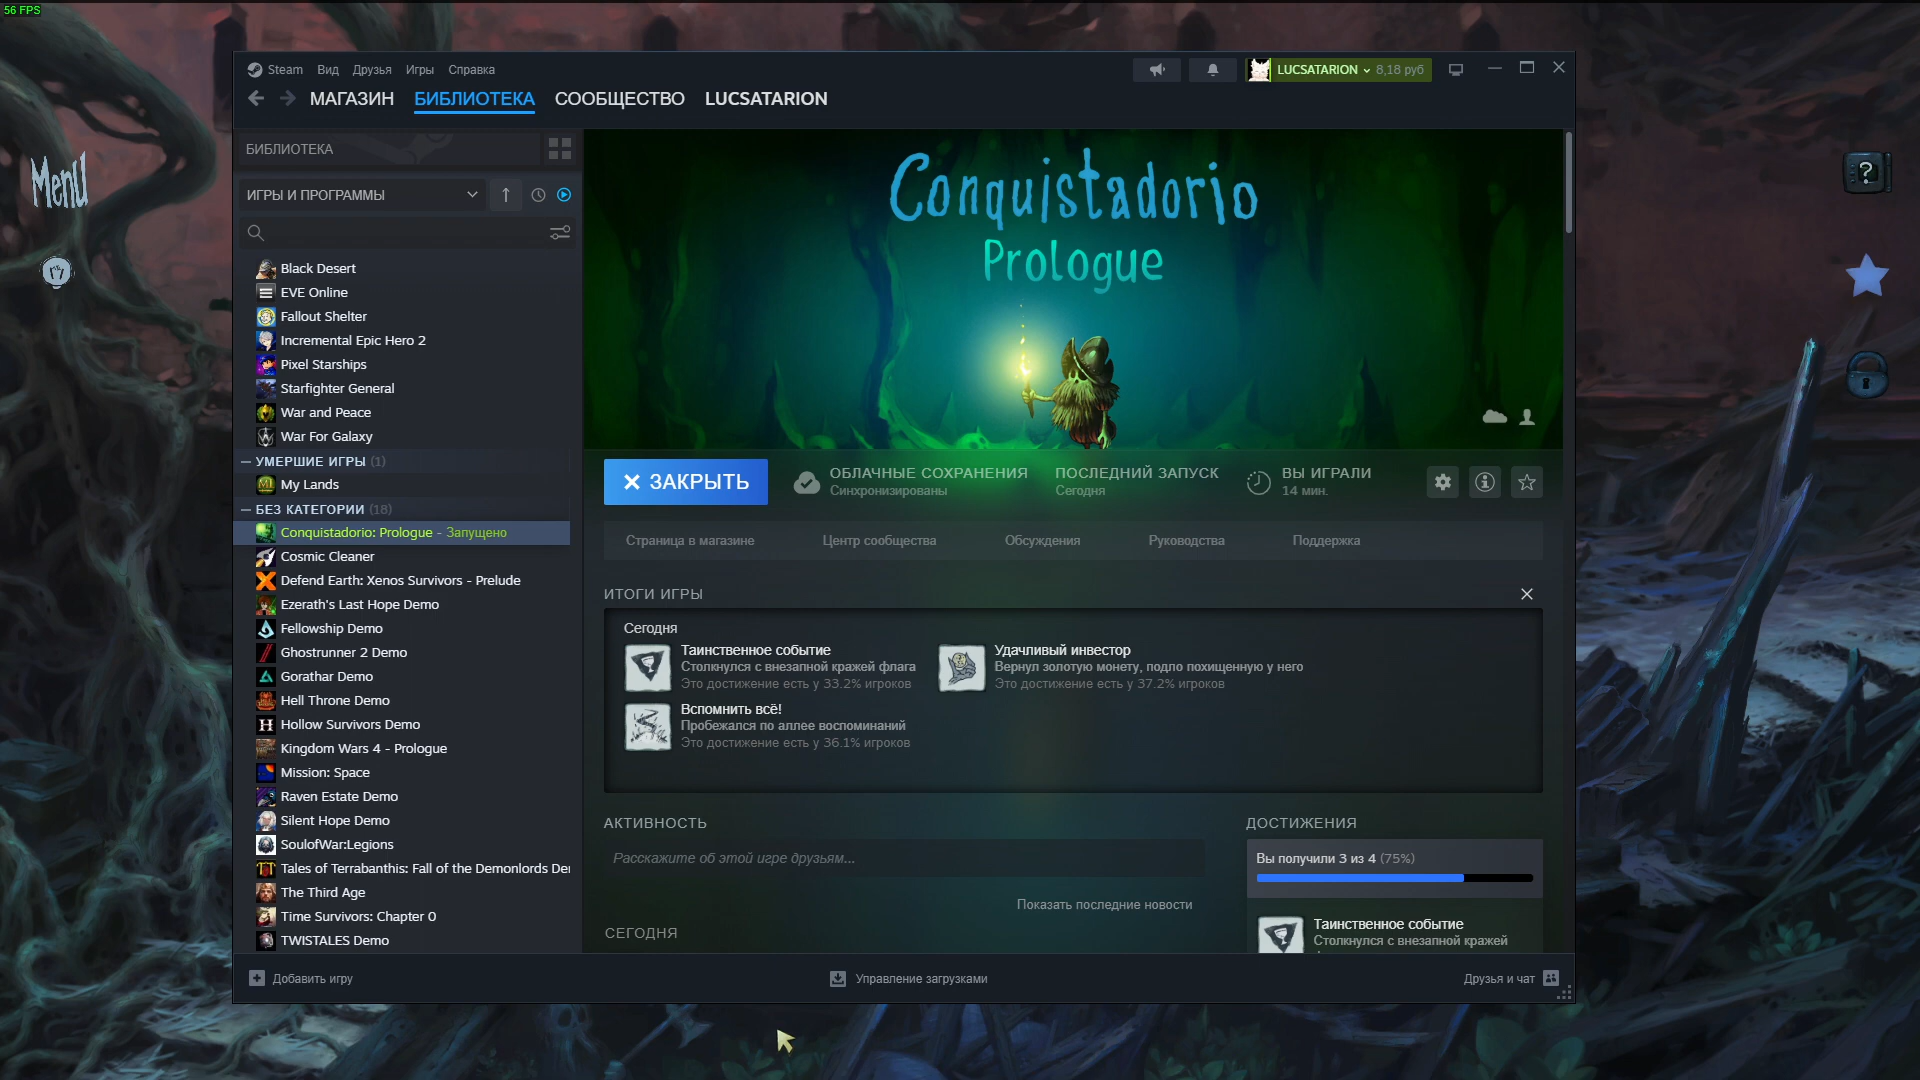 56 FPS
Menu
Steam Вид Друзья Игры Справка
LUCSATARION 8,18 руб
МАГАЗИН БИБЛИОТЕКА СООБЩЕСТВО LUCSATARION
БИБЛИОТЕКА
ИГРЫ И ПРОГРАММЫ
Black Desert
EVE Online
Fallout Shelter
Incremental Epic Hero 2
Pixel Starships
Starfighter General
War and Peace
War For Galaxy
— УМЕРШИЕ ИГРЫ (1)
My Lands
— БЕЗ КАТЕГОРИИ (18)
Conquistadorio: Prologue - Запущено
Cosmic Cleaner
Defend Earth: Xenos Survivors - Prelude
Ezerath's Last Hope Demo
Fellowship Demo
Ghostrunner 2 Demo
Gorathar Demo
Hell Throne Demo
Hollow Survivors Demo
Kingdom Wars 4 - Prologue
Mission: Space
Raven Estate Demo
Silent Hope Demo
SoulofWar:Legions
Tales of Terrabanthis: Fall of the Demonlords De
The Third Age
Time Survivors: Chapter 0
TWISTALES Demo
Conquistadorio
Prologue
ЗАКРЫТЬ
ОБЛАЧНЫЕ СОХРАНЕНИЯ
Синхронизированы
ПОСЛЕДНИЙ ЗАПУСК
Сегодня
ВЫ ИГРАЛИ
14 мин.
Страница в магазине Центр сообщества Обсуждения Руководства Поддержка
ИТОГИ ИГРЫ
Сегодня
Таинственное событие
Столкнулся с внезапной кражей флага
Это достижение есть у 33.2% игроков
Удачливый инвестор
Вернул золотую монету, подло похищенную у него
Это достижение есть у 37.2% игроков
Вспомнить всё!
Пробежался по аллее воспоминаний
Это достижение есть у 36.1% игроков
АКТИВНОСТЬ
Расскажите об этой игре друзьям...
Показать последние новости
СЕГОДНЯ
ДОСТИЖЕНИЯ
Вы получили 3 из 4 (75%)
Таинственное событие
Столкнулся с внезапной кражей
Добавить игру
Управление загрузками
Друзья и чат